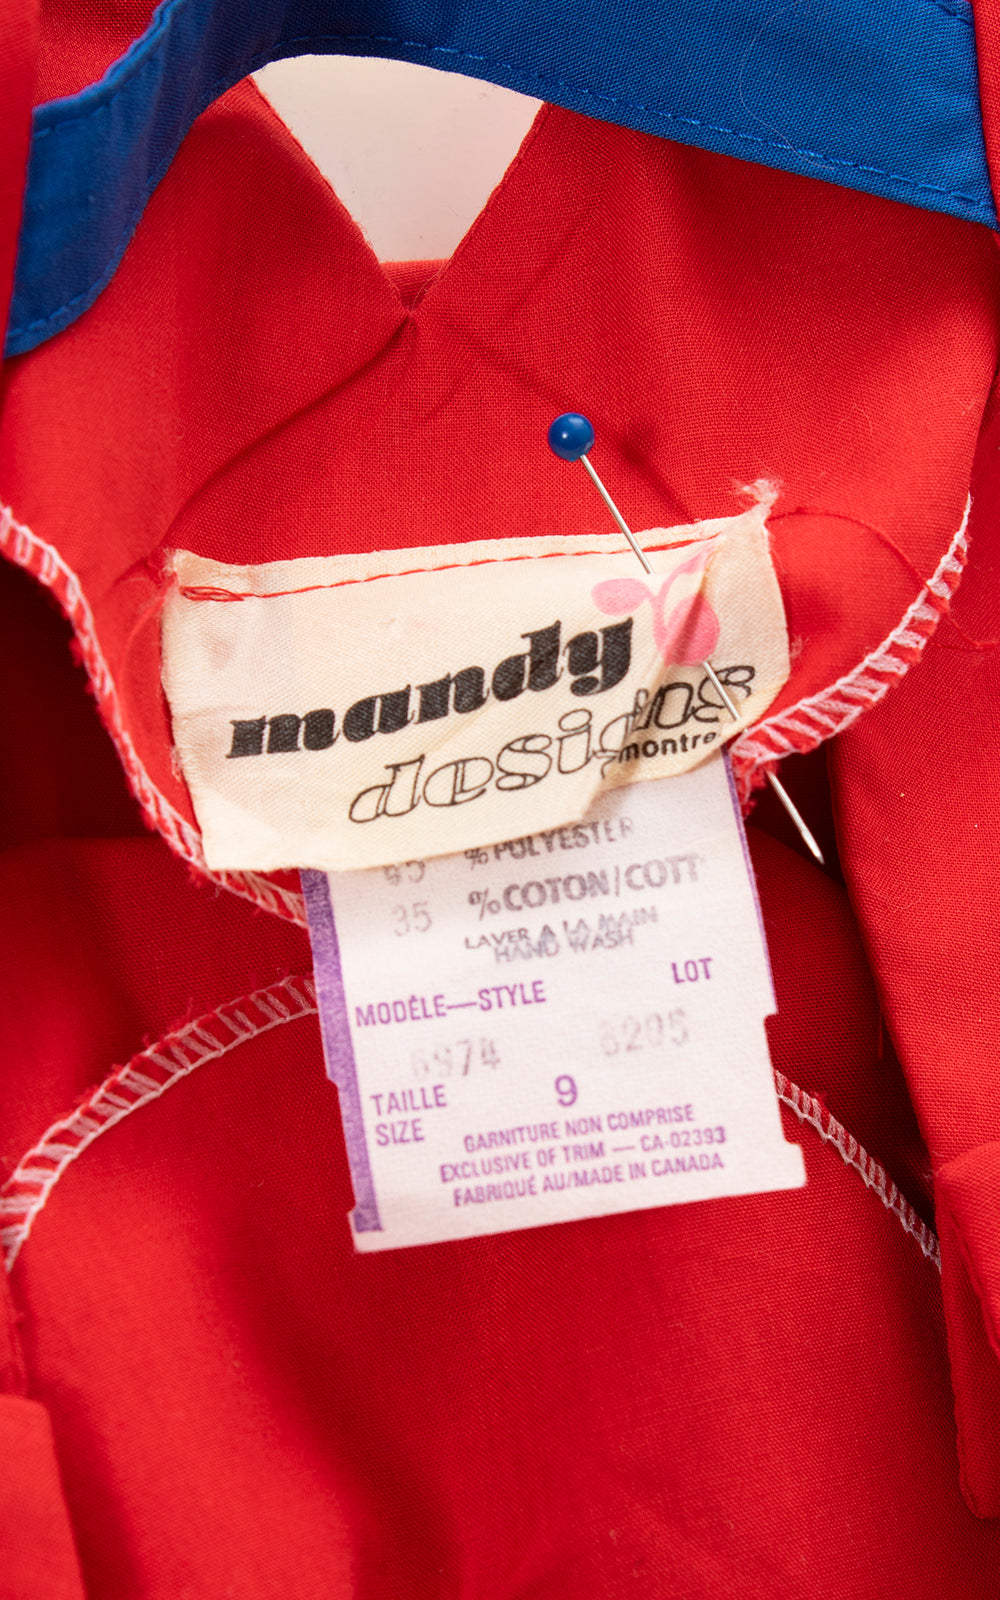 mandy
designs
montre
% POLYESTER
35 % COTON/COTT
LAVER A LA MAIN
HAND WASH
MODÈLE—STYLE LOT
6974 6205
TAILLE
SIZE 9
GARNITURE NON COMPRISE
EXCLUSIVE OF TRIM — CA-02393
FABRIQUÉ AU/MADE IN CANADA